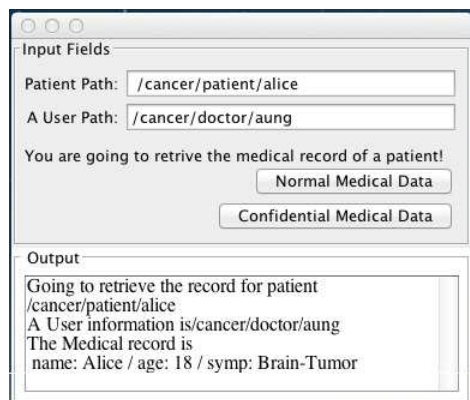 Input Fields
Patient Path: /cancer/patient/alice
A User Path: /cancer/doctor/aung
You are going to retrive the medical record of a patient!
Normal Medical Data
Confidential Medical Data
Output
Going to retrieve the record for patient
/cancer/patient/alice
A User information is/cancer/doctor/aung
The Medical record is
name: Alice / age: 18 / symp: Brain-Tumor